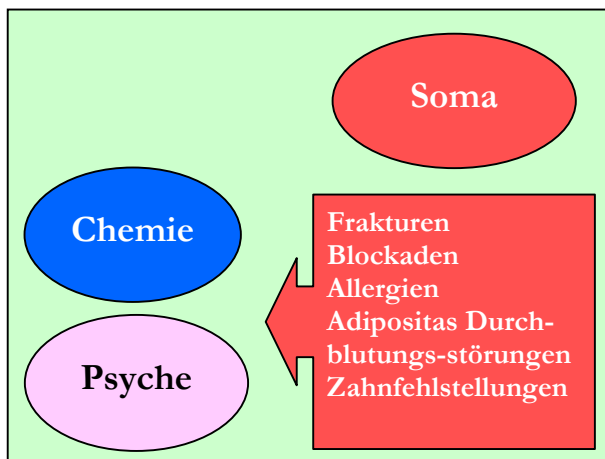 Soma
Chemie
Psyche
Frakturen
Blockaden
Allergien
Adipositas Durch-
blutungs-störungen
Zahnfehlstellungen